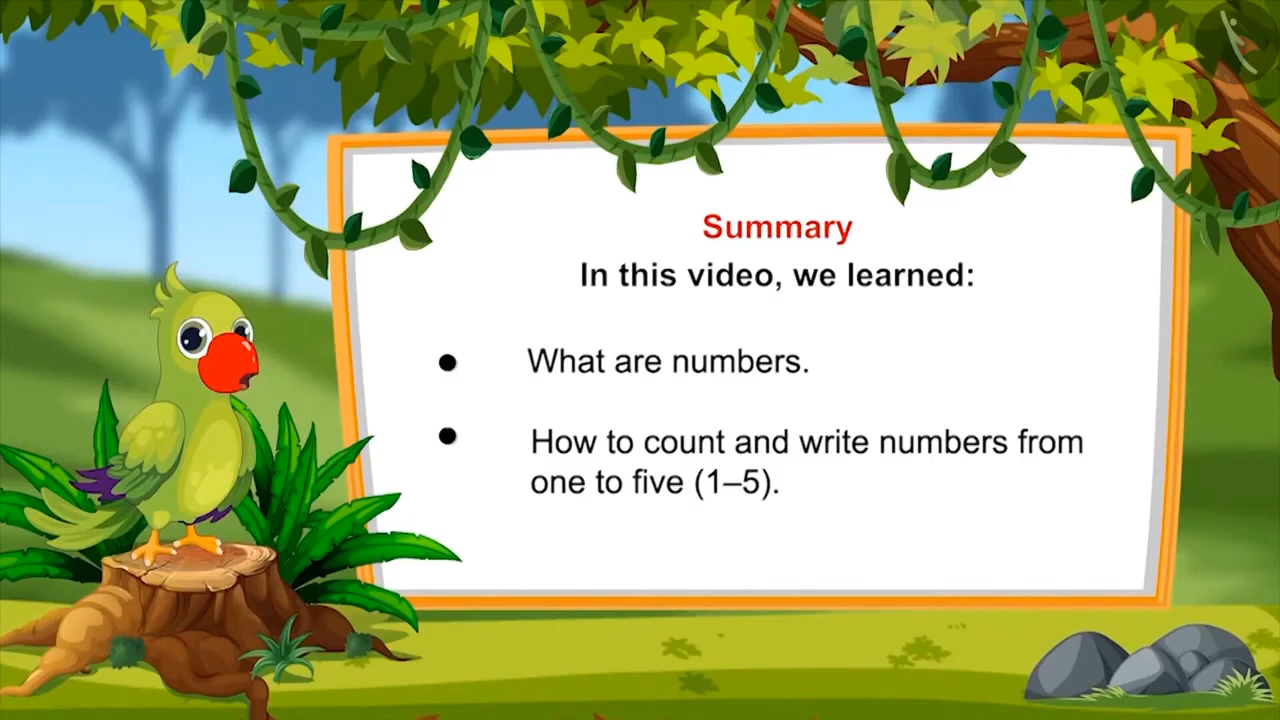 Summary
In this video, we learned:
● What are numbers.
● How to count and write numbers from
one to five (1–5).